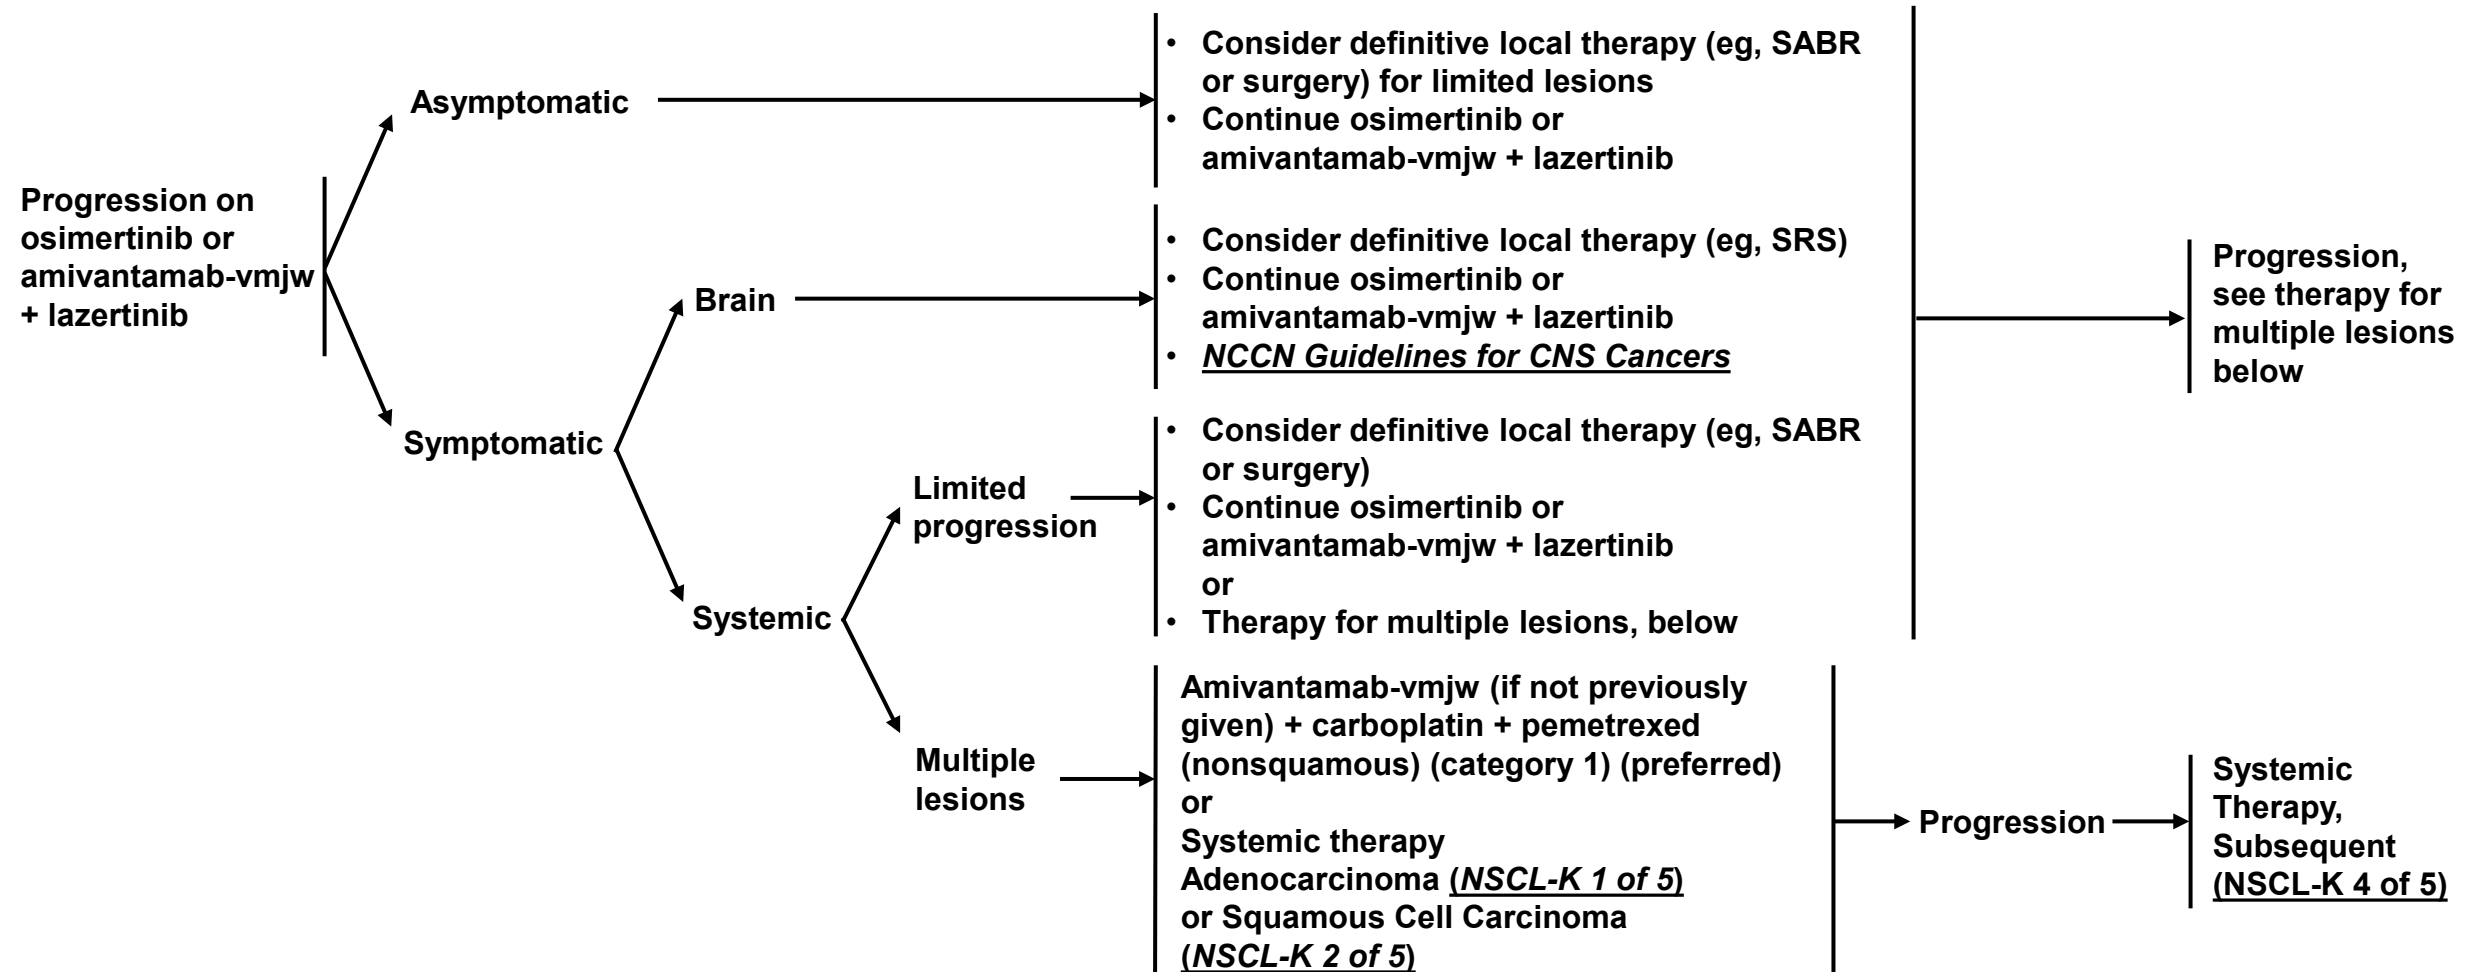 Progression on
osimertinib or
amivantamab-vmjw
+ lazertinib
Asymptomatic
• Consider definitive local therapy (eg, SABR
or surgery) for limited lesions
• Continue osimertinib or
amivantamab-vmjw + lazertinib
Symptomatic
Brain
• Consider definitive local therapy (eg, SRS)
• Continue osimertinib or
amivantamab-vmjw + lazertinib
• NCCN Guidelines for CNS Cancers
Systemic
Limited
progression
• Consider definitive local therapy (eg, SABR
or surgery)
• Continue osimertinib or
amivantamab-vmjw + lazertinib
or
• Therapy for multiple lesions, below
Progression,
see therapy for
multiple lesions
below
Multiple
lesions
Amivantamab-vmjw (if not previously
given) + carboplatin + pemetrexed
(nonsquamous) (category 1) (preferred)
or
Systemic therapy
Adenocarcinoma (NSCL-K 1 of 5)
or Squamous Cell Carcinoma
(NSCL-K 2 of 5)
Progression
Systemic
Therapy,
Subsequent
(NSCL-K 4 of 5)